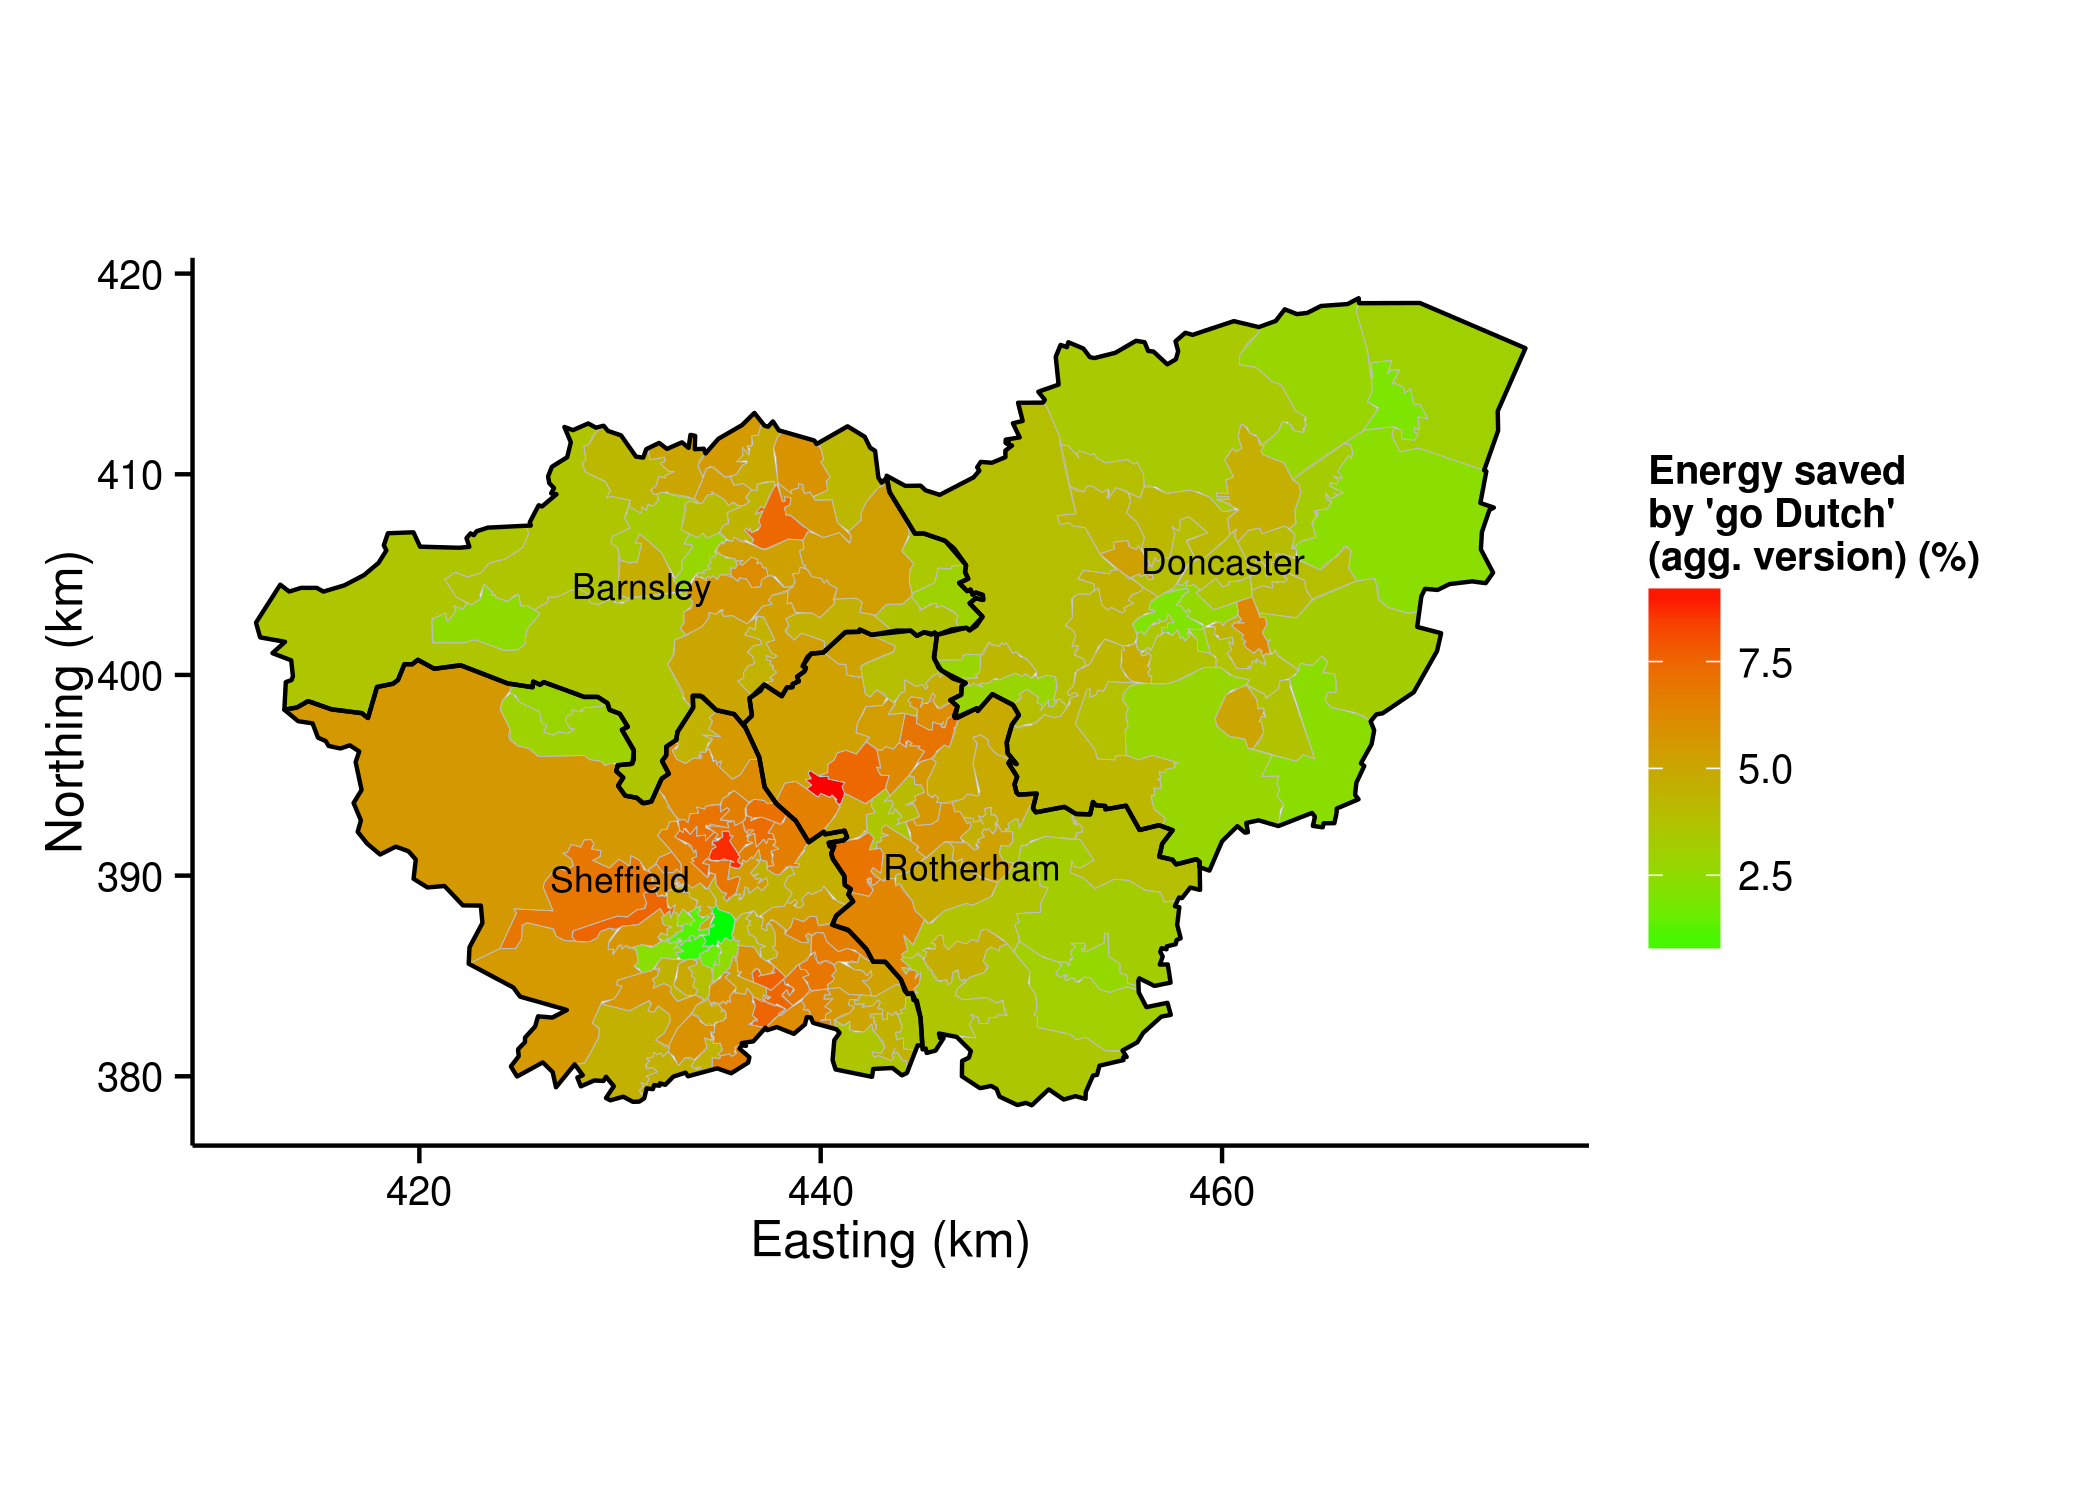 420
410
400
390
380
Northing (km)
420
440
460
Easting (km)
Barnsley
Doncaster
Sheffield
Rotherham
Energy saved
by 'go Dutch'
(agg. version) (%)
7.5
5.0
2.5